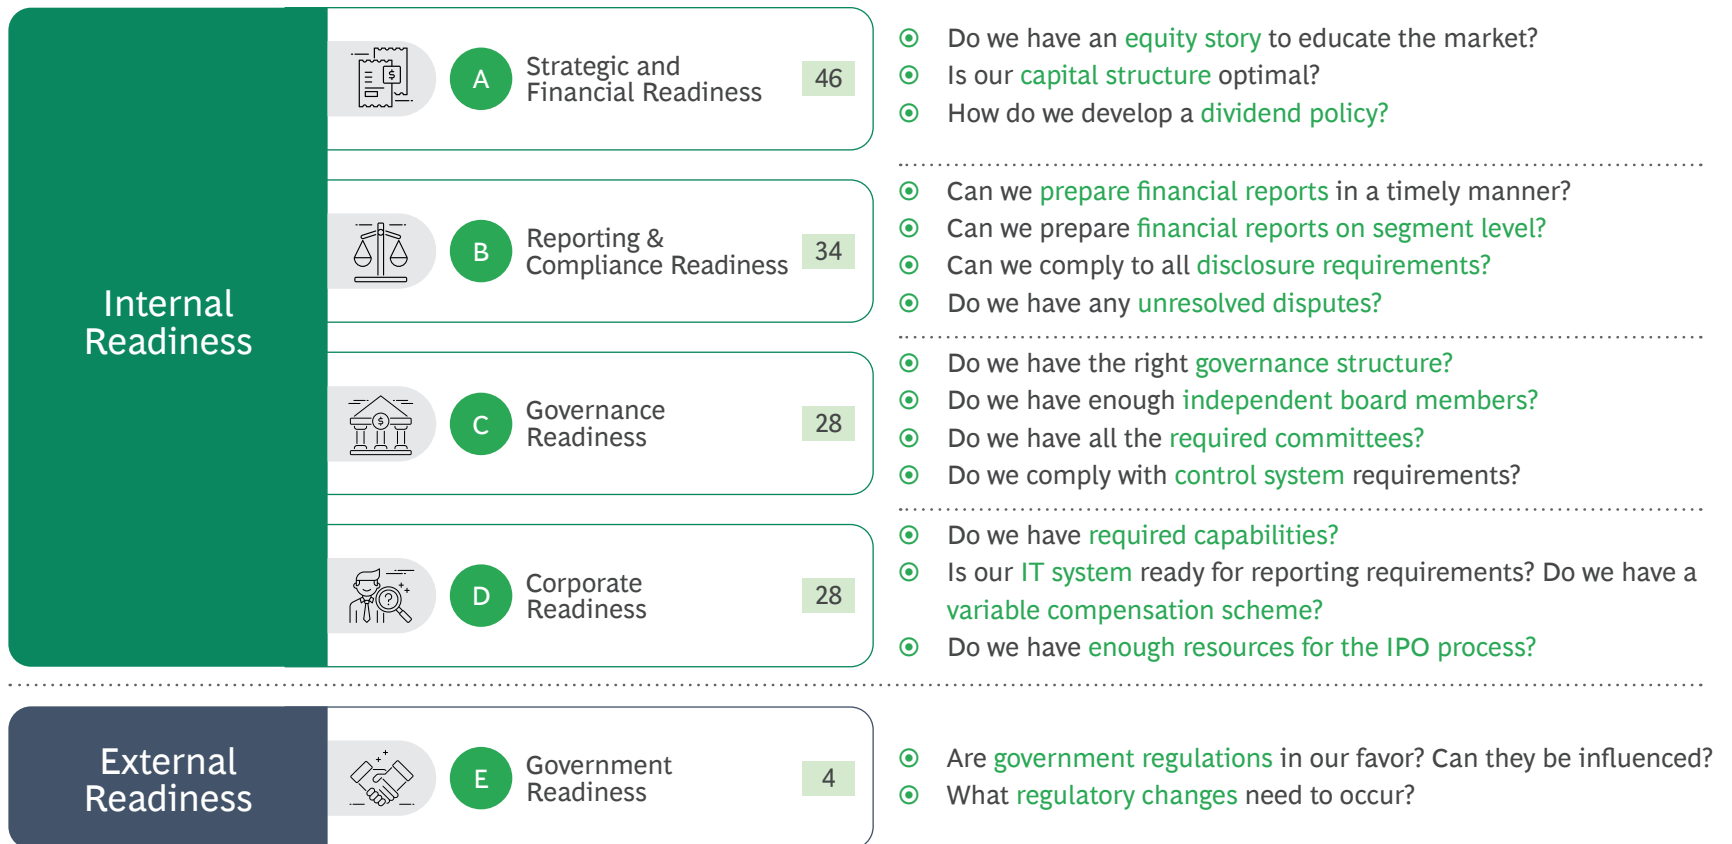 Internal
Readiness
A
Strategic and
Financial Readiness
46
Do we have an equity story to educate the market?
Is our capital structure optimal?
How do we develop a dividend policy?
B
Reporting &
Compliance Readiness
34
Can we prepare financial reports in a timely manner?
Can we prepare financial reports on segment level?
Can we comply to all disclosure requirements?
Do we have any unresolved disputes?
C
Governance
Readiness
28
Do we have the right governance structure?
Do we have enough independent board members?
Do we have all the required committees?
Do we comply with control system requirements?
D
Corporate
Readiness
28
Do we have required capabilities?
Is our IT system ready for reporting requirements? Do we have a
variable compensation scheme?
Do we have enough resources for the IPO process?
External
Readiness
E
Government
Readiness
4
Are government regulations in our favor? Can they be influenced?
What regulatory changes need to occur?